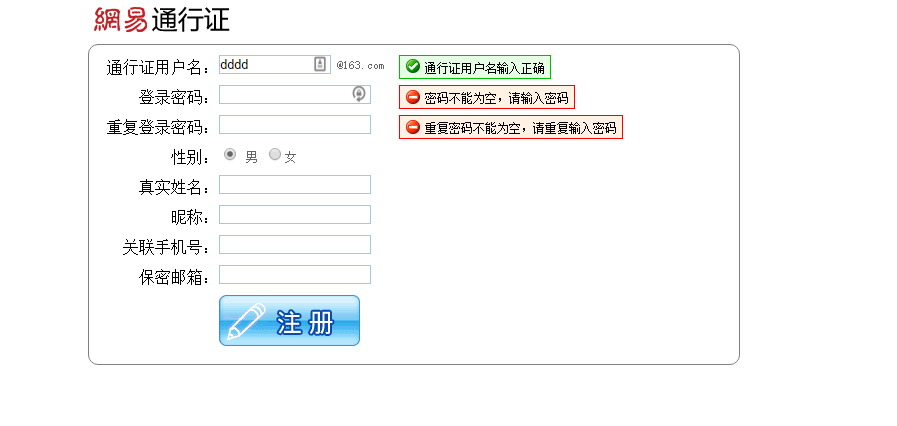 網易通行证
通行证用户名： dddd @163.com 通行证用户名输入正确
登录密码： 密码不能为空，请输入密码
重复登录密码： 重复密码不能为空，请重复输入密码
性别： 男 女
真实姓名：
昵称：
关联手机号：
保密邮箱：
注册